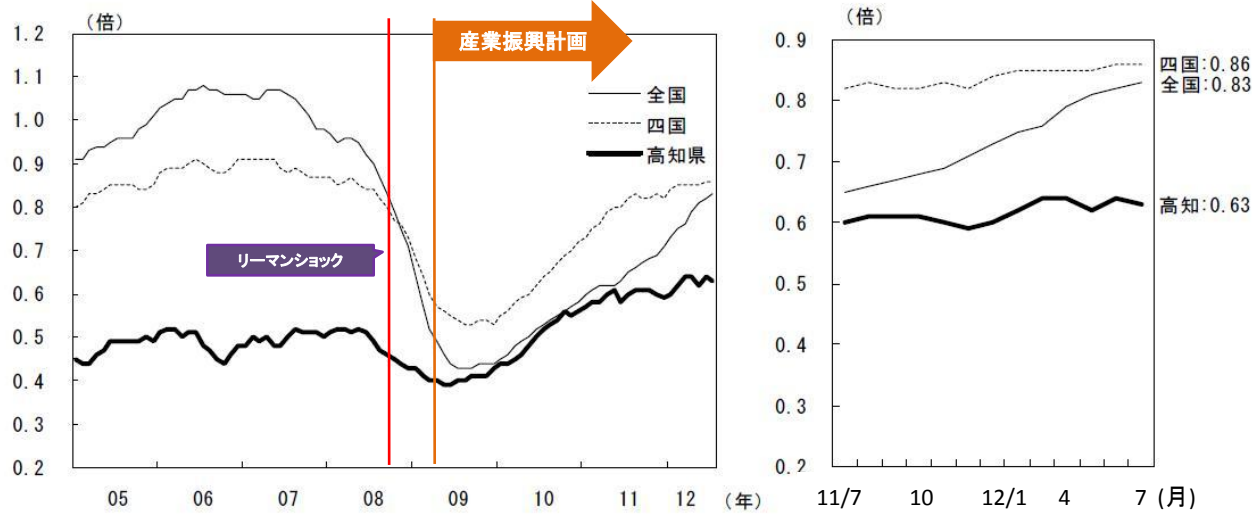 （倍）
産業振興計画
1.2
1.1
1.0
0.9
0.8
0.7
0.6
0.5
0.4
0.3
0.2
全国
四国
高知県
リーマンショック
05 06 07 08 09 10 11 12 （年）
（倍）
0.9
0.8
0.7
0.6
0.5
0.4
0.3
0.2
四国:0.86
全国:0.83
高知:0.63
11/7 10 12/1 4 7 (月)